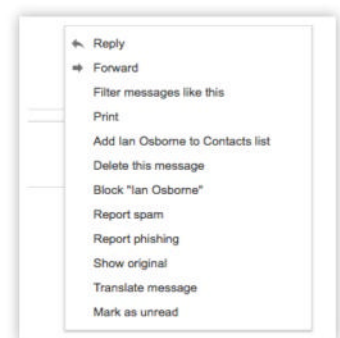 Reply
Forward
Filter messages like this
Print
Add Ian Osborne to Contacts list
Delete this message
Block "Ian Osborne"
Report spam
Report phishing
Show original
Translate message
Mark as unread